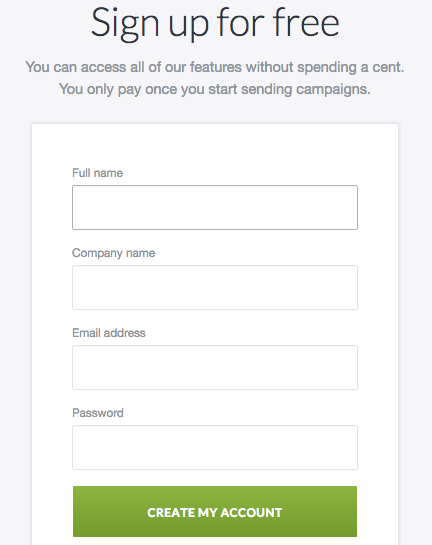 Sign up for free
You can access all of our features without spending a cent.
You only pay once you start sending campaigns.
Full name
Company name
Email address
Password
CREATE MY ACCOUNT